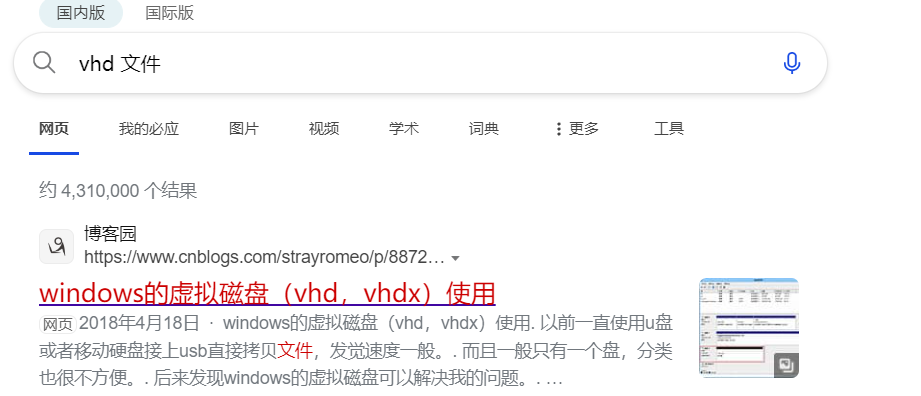 国内版 国际版
vhd 文件
网页 我的必应 图片 视频 学术 词典 更多 工具
约 4,310,000 个结果
博客园
https://www.cnblogs.com/strayromeo/p/8872...
windows的虚拟磁盘（vhd，vhdx）使用
网页 2018年4月18日 · windows的虚拟磁盘（vhd，vhdx）使用. 以前一直使用u盘
或者移动硬盘接上usb直接拷贝文件，发觉速度一般。. 而且一般只有一个盘，分类
也很不方便。. 后来发现windows的虚拟磁盘可以解决我的问题。. …